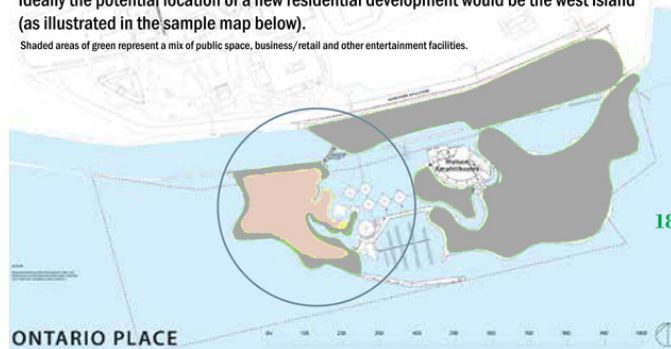 Ideally the potential location of a new residential development would be the west island
(as illustrated in the sample map below).
Shaded areas of green represent a mix of public space, business/retail and other entertainment facilities.
Molson
Amphitheatre
18
ONTARIO PLACE